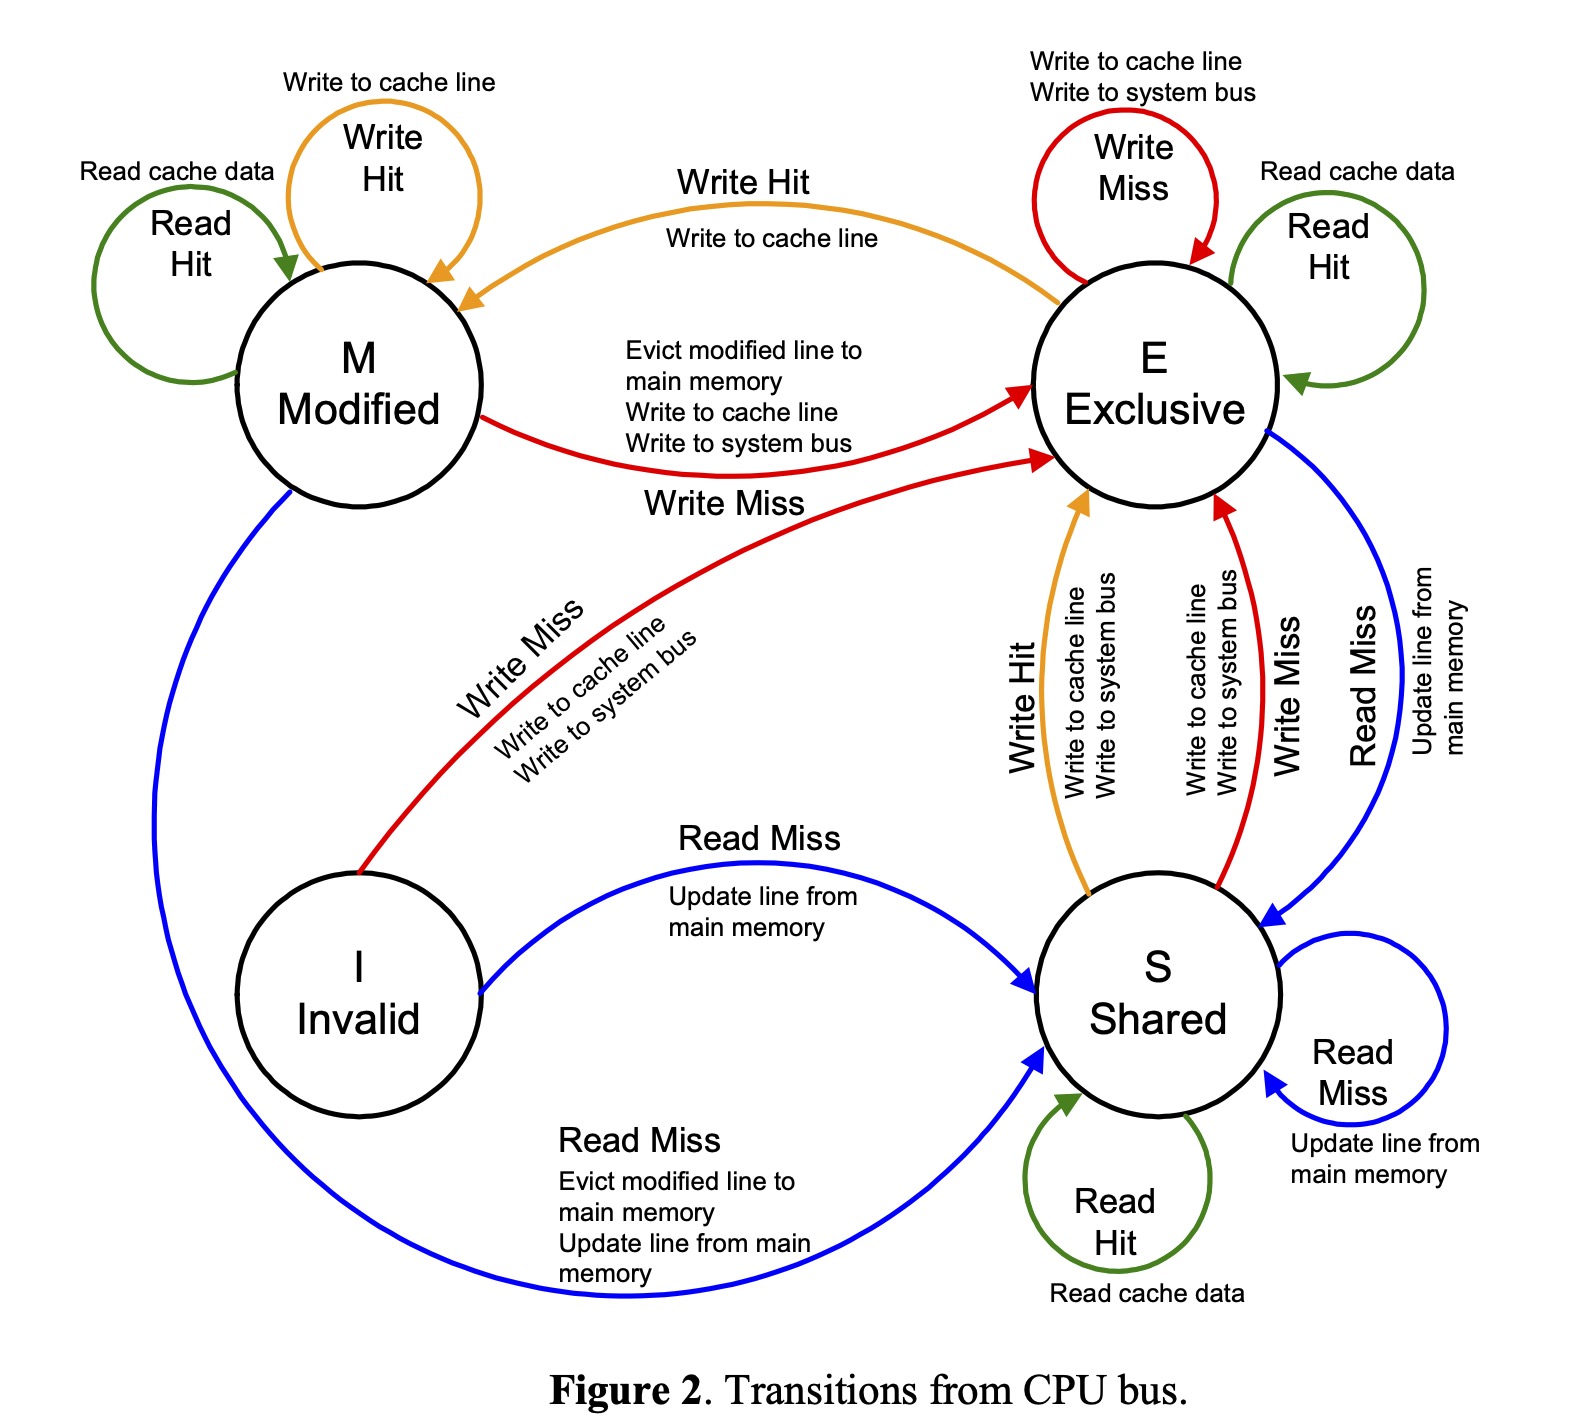 Write to cache line
Write
Hit
Read cache data
Read
Hit
Write Hit
Write to cache line
Write to cache line
Write to system bus
Write
Miss
Read cache data
Read
Hit
M
Modified
Evict modified line to
main memory
Write to cache line
Write to system bus
Write Miss
E
Exclusive
Write Miss
Write to cache line
Write to system bus
Write Hit
Write to cache line
Write to system bus
Write to cache line
Write to system bus
Write Miss
Read Miss
Update line from
main memory
Read Miss
Update line from
main memory
I
Invalid
S
Shared
Read
Miss
Update line from
main memory
Read Miss
Evict modified line to
main memory
Update line from main
memory
Read
Hit
Read cache data
Figure 2. Transitions from CPU bus.